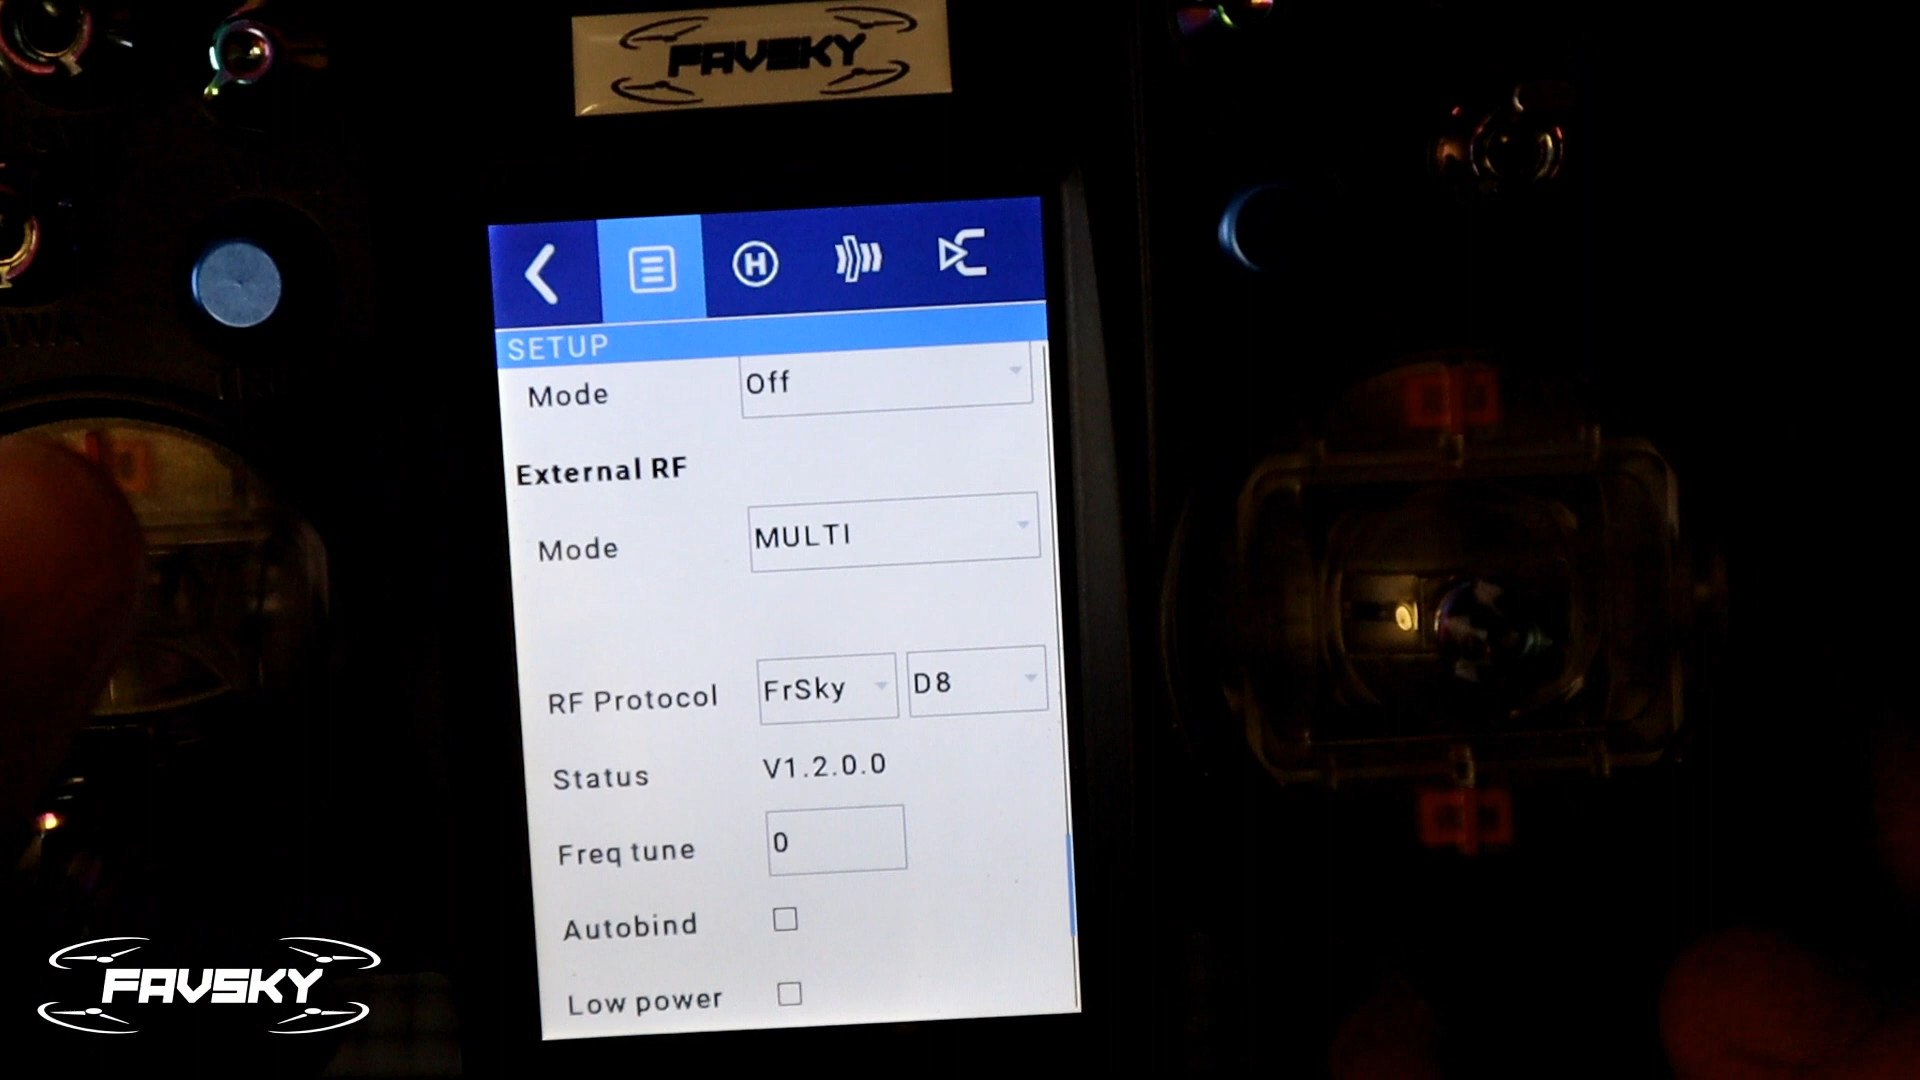 FAVSKY
SETUP
Mode Off
External RF
Mode MULTI
RF Protocol FrSky D8
Status V1.2.0.0
Freq tune 0
Autobind
Low power
FAVSKY